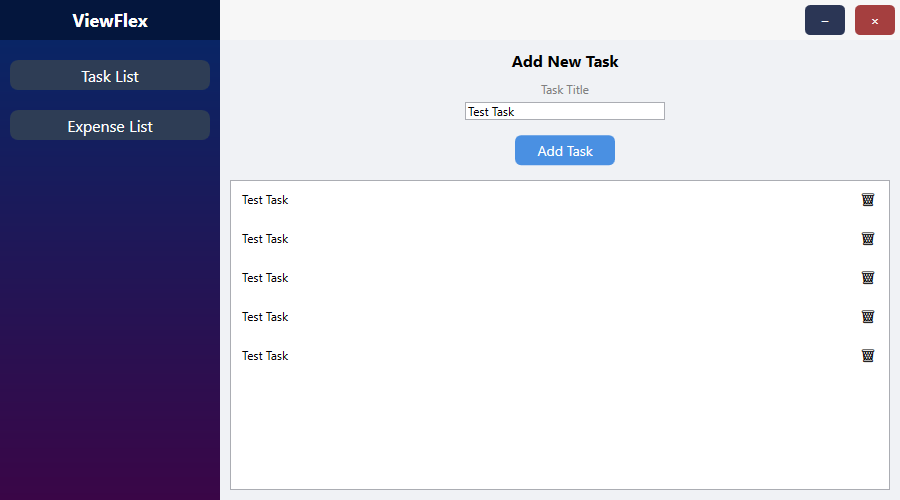 ViewFlex
– ×
Task List
Expense List
Add New Task
Task Title
Test Task
Add Task
Test Task
Test Task
Test Task
Test Task
Test Task